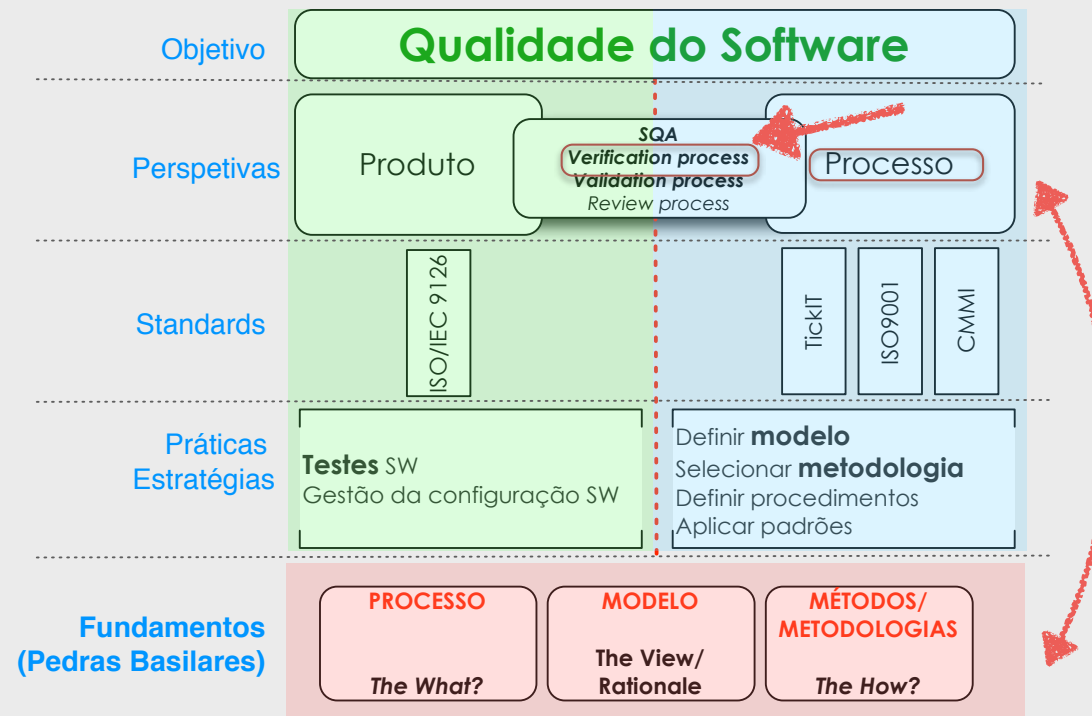 Objetivo
Qualidade do Software
Perspetivas
Produto
SQA
Verification process
Validation process
Review process
Processo
Standards
ISO/IEC 9126
TickIT
ISO9001
CMMI
Práticas
Estratégias
Testes SW
Gestão da configuração SW
Definir modelo
Selecionar metodologia
Definir procedimentos
Aplicar padrões
Fundamentos
(Pedras Basilares)
PROCESSO
The What?
MODELO
The View/
Rationale
MÉTODOS/
METODOLOGIAS
The How?